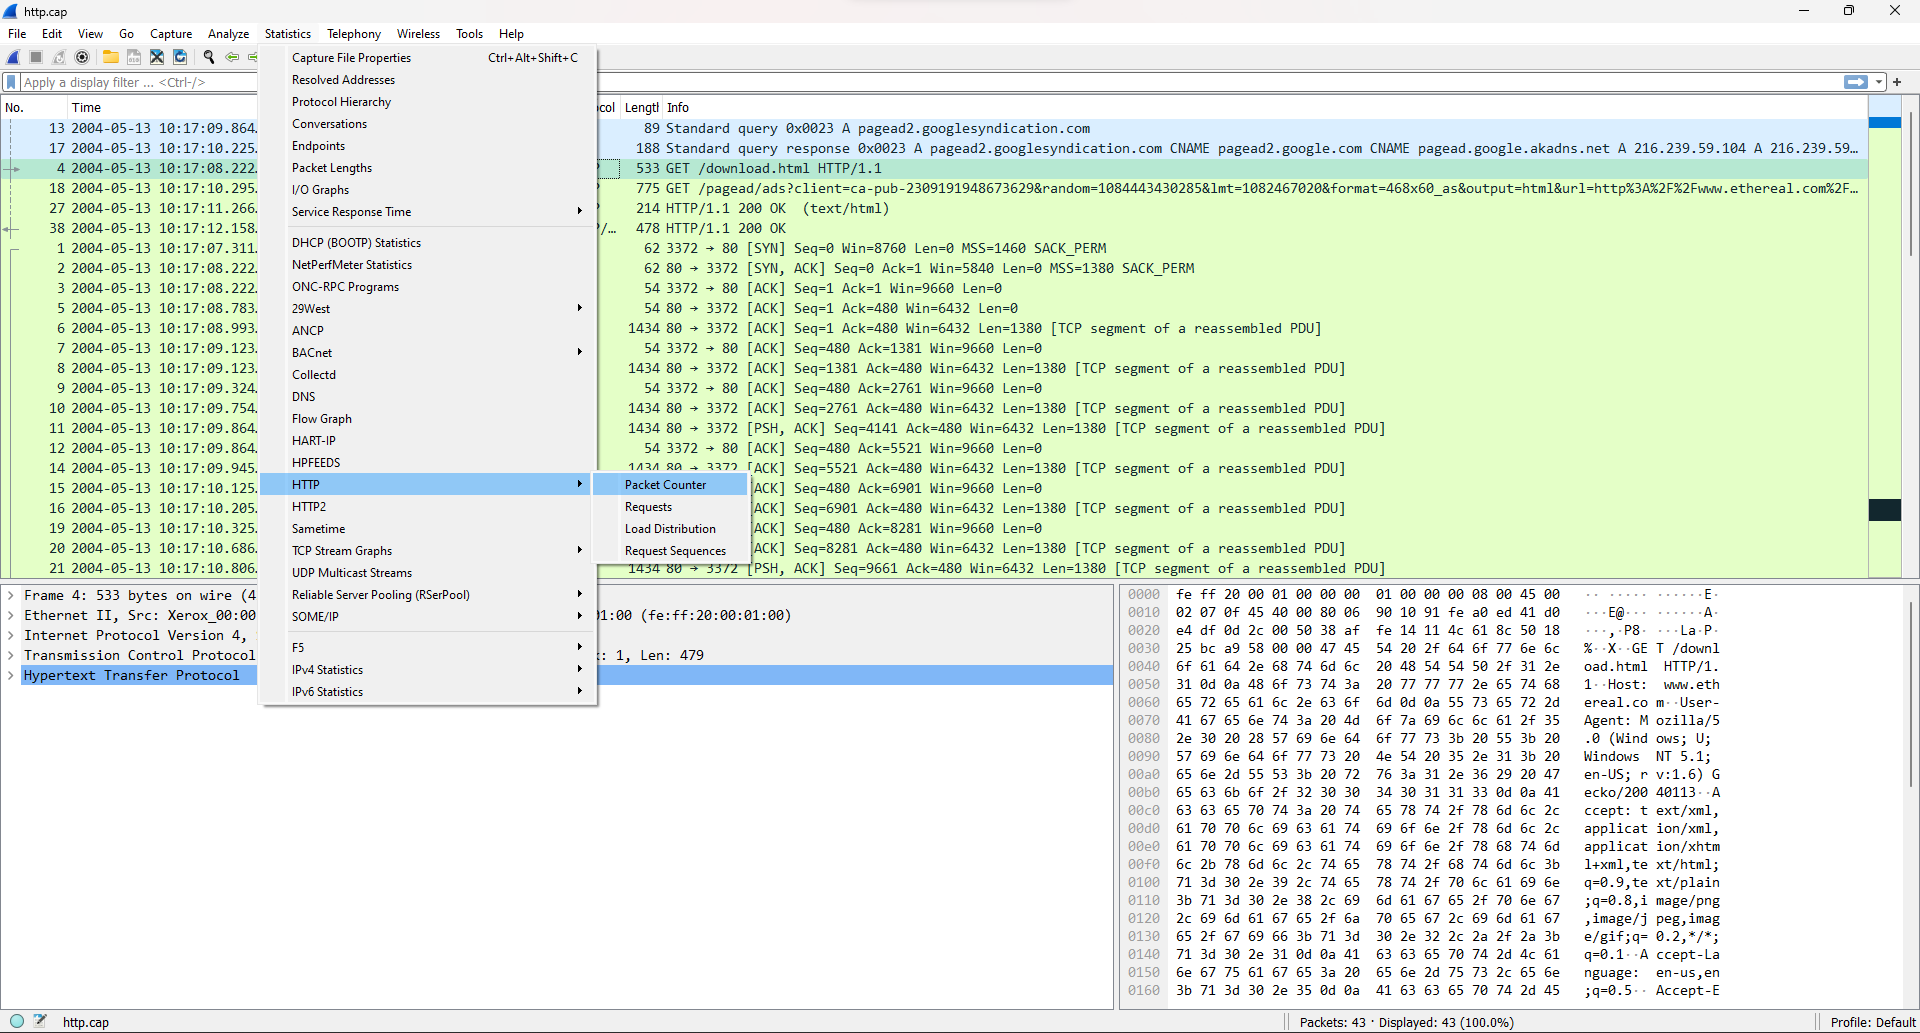 http.cap
File Edit View Go Capture Analyze Statistics Telephony Wireless Tools Help
Apply a display filter ... <Ctrl-/>
No. Time col Lengtl Info
13 2004-05-13 10:17:09.864. 89 Standard query 0x0023 A pagead2.googlesyndication.com
17 2004-05-13 10:17:10.225. 188 Standard query response 0x0023 A pagead2.googlesyndication.com CNAME pagead2.google.com CNAME pagead.google.akadns.net A 216.239.59.104 A 216.239.59…
4 2004-05-13 10:17:08.222. 533 GET /download.html HTTP/1.1
18 2004-05-13 10:17:10.295. 775 GET /pagead/ads?client=ca-pub-2309191948673629&random=1084443430285&lmt=1082467020&format=468x60_as&output=html&url=http%3A%2F%2Fwww.ethereal.com%2F…
27 2004-05-13 10:17:11.266. 214 HTTP/1.1 200 OK  (text/html)
38 2004-05-13 10:17:12.158. /… 478 HTTP/1.1 200 OK
1 2004-05-13 10:17:07.311. 62 3372 → 80 [SYN] Seq=0 Win=8760 Len=0 MSS=1460 SACK_PERM
2 2004-05-13 10:17:08.222. 62 80 → 3372 [SYN, ACK] Seq=0 Ack=1 Win=5840 Len=0 MSS=1380 SACK_PERM
3 2004-05-13 10:17:08.222. 54 3372 → 80 [ACK] Seq=1 Ack=1 Win=9660 Len=0
5 2004-05-13 10:17:08.783. 54 80 → 3372 [ACK] Seq=1 Ack=480 Win=6432 Len=0
6 2004-05-13 10:17:08.993. 1434 80 → 3372 [ACK] Seq=1 Ack=480 Win=6432 Len=1380 [TCP segment of a reassembled PDU]
7 2004-05-13 10:17:09.123. 54 3372 → 80 [ACK] Seq=480 Ack=1381 Win=9660 Len=0
8 2004-05-13 10:17:09.123. 1434 80 → 3372 [ACK] Seq=1381 Ack=480 Win=6432 Len=1380 [TCP segment of a reassembled PDU]
9 2004-05-13 10:17:09.324. 54 3372 → 80 [ACK] Seq=480 Ack=2761 Win=9660 Len=0
10 2004-05-13 10:17:09.754. 1434 80 → 3372 [ACK] Seq=2761 Ack=480 Win=6432 Len=1380 [TCP segment of a reassembled PDU]
11 2004-05-13 10:17:09.864. 1434 80 → 3372 [PSH, ACK] Seq=4141 Ack=480 Win=6432 Len=1380 [TCP segment of a reassembled PDU]
12 2004-05-13 10:17:09.864. 54 3372 → 80 [ACK] Seq=480 Ack=5521 Win=9660 Len=0
14 2004-05-13 10:17:09.945. 1434 80 → 3372 [ACK] Seq=5521 Ack=480 Win=6432 Len=1380 [TCP segment of a reassembled PDU]
15 2004-05-13 10:17:10.125. ACK] Seq=480 Ack=6901 Win=9660 Len=0
16 2004-05-13 10:17:10.205. ACK] Seq=6901 Ack=480 Win=6432 Len=1380 [TCP segment of a reassembled PDU]
19 2004-05-13 10:17:10.325. ACK] Seq=480 Ack=8281 Win=9660 Len=0
20 2004-05-13 10:17:10.686. ACK] Seq=8281 Ack=480 Win=6432 Len=1380 [TCP segment of a reassembled PDU]
21 2004-05-13 10:17:10.806. 1434 80 → 3372 [PSH, ACK] Seq=9661 Ack=480 Win=6432 Len=1380 [TCP segment of a reassembled PDU]
Capture File Properties Ctrl+Alt+Shift+C
Resolved Addresses
Protocol Hierarchy
Conversations
Endpoints
Packet Lengths
I/O Graphs
Service Response Time
DHCP (BOOTP) Statistics
NetPerfMeter Statistics
ONC-RPC Programs
29West
ANCP
BACnet
Collectd
DNS
Flow Graph
HART-IP
HPFEEDS
HTTP
HTTP2
Sametime
TCP Stream Graphs
UDP Multicast Streams
Reliable Server Pooling (RSerPool)
SOME/IP
F5
IPv4 Statistics
IPv6 Statistics
Packet Counter
Requests
Load Distribution
Request Sequences
Frame 4: 533 bytes on wire (4
Ethernet II, Src: Xerox_00:00 01:00 (fe:ff:20:00:01:00)
Internet Protocol Version 4,
Transmission Control Protocol : 1, Len: 479
Hypertext Transfer Protocol
0000 fe ff 20 00 01 00 00 00 01 00 00 00 08 00 45 00 ·· ····· ······E·
0010 02 07 0f 45 40 00 80 06 90 10 91 fe a0 ed 41 d0 ···E@··· ······A·
0020 e4 df 0d 2c 00 50 38 af fe 14 11 4c 61 8c 50 18 ···,·P8· ···La·P·
0030 25 bc a9 58 00 00 47 45 54 20 2f 64 6f 77 6e 6c %··X··GE T /downl
0040 6f 61 64 2e 68 74 6d 6c 20 48 54 54 50 2f 31 2e oad.html HTTP/1.
0050 31 0d 0a 48 6f 73 74 3a 20 77 77 77 2e 65 74 68 1··Host: www.eth
0060 65 72 65 61 6c 2e 63 6f 6d 0d 0a 55 73 65 72 2d ereal.co m··User-
0070 41 67 65 6e 74 3a 20 4d 6f 7a 69 6c 6c 61 2f 35 Agent: M ozilla/5
0080 2e 30 20 28 57 69 6e 64 6f 77 73 3b 20 55 3b 20 .0 (Wind ows; U;
0090 57 69 6e 64 6f 77 73 20 4e 54 20 35 2e 31 3b 20 Windows NT 5.1;
00a0 65 6e 2d 55 53 3b 20 72 76 3a 31 2e 36 29 20 47 en-US; r v:1.6) G
00b0 65 63 6b 6f 2f 32 30 30 34 30 31 31 33 0d 0a 41 ecko/200 40113··A
00c0 63 63 65 70 74 3a 20 74 65 78 74 2f 78 6d 6c 2c ccept: t ext/xml,
00d0 61 70 70 6c 69 63 61 74 69 6f 6e 2f 78 6d 6c 2c applicat ion/xml,
00e0 61 70 70 6c 69 63 61 74 69 6f 6e 2f 78 68 74 6d applicat ion/xhtm
00f0 6c 2b 78 6d 6c 2c 74 65 78 74 2f 68 74 6d 6c 3b l+xml,te xt/html;
0100 71 3d 30 2e 39 2c 74 65 78 74 2f 70 6c 61 69 6e q=0.9,te xt/plain
0110 3b 71 3d 30 2e 38 2c 69 6d 61 67 65 2f 70 6e 67 ;q=0.8,i mage/png
0120 2c 69 6d 61 67 65 2f 6a 70 65 67 2c 69 6d 61 67 ,image/j peg,imag
0130 65 2f 67 69 66 3b 71 3d 30 2e 32 2c 2a 2f 2a 3b e/gif;q= 0.2,*/*;
0140 71 3d 30 2e 31 0d 0a 41 63 63 65 70 74 2d 4c 61 q=0.1··A ccept-La
0150 6e 67 75 61 67 65 3a 20 65 6e 2d 75 73 2c 65 6e nguage: en-us,en
0160 3b 71 3d 30 2e 35 0d 0a 41 63 63 65 70 74 2d 45 ;q=0.5·· Accept-E
http.cap Packets: 43 · Displayed: 43 (100.0%) Profile: Default